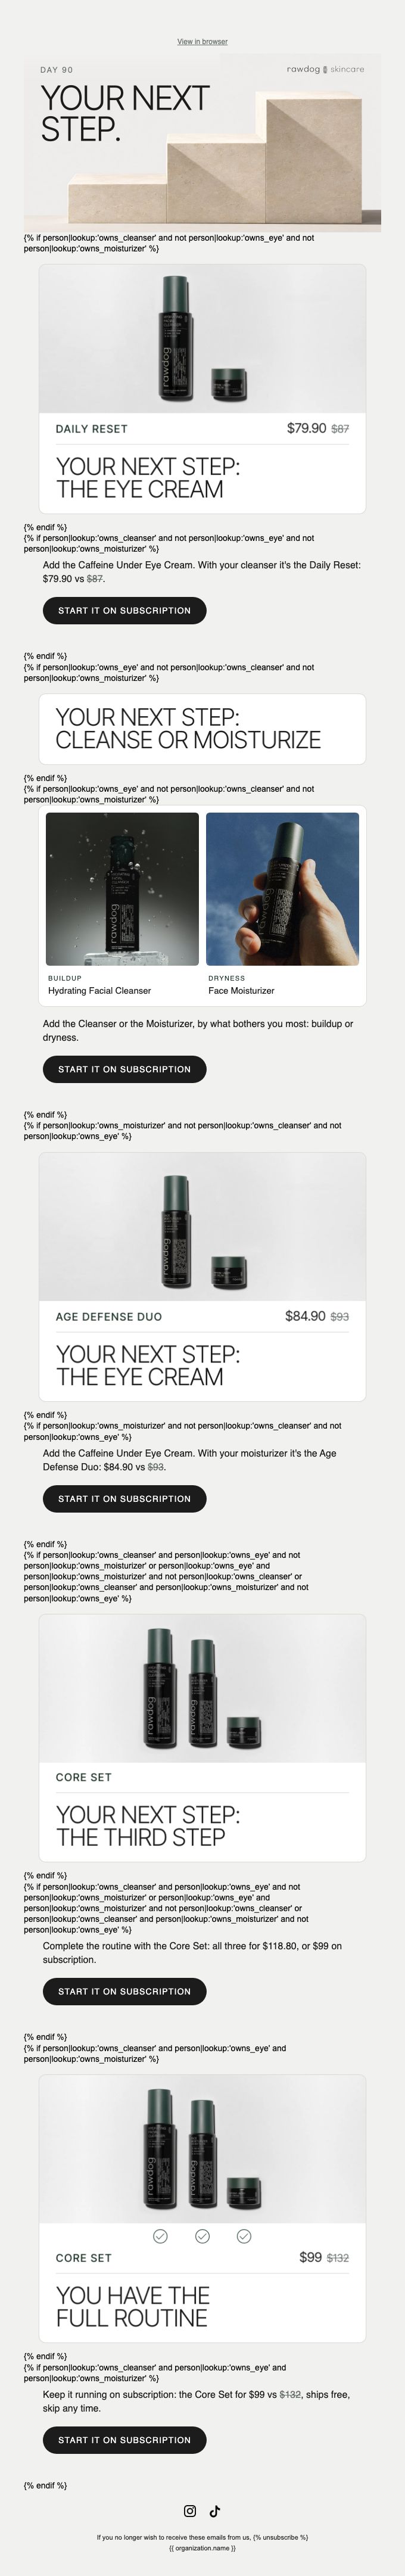 View in browser
DAY 90
rawdog skincare
YOUR NEXT
STEP.
{% if person|lookup:'owns_cleanser' and not person|lookup:'owns_eye' and not
person|lookup:'owns_moisturizer' %}
rawdog
DAILY RESET
$79.90 $87
YOUR NEXT STEP:
THE EYE CREAM
{% endif %}
{% if person|lookup:'owns_cleanser' and not person|lookup:'owns_eye' and not
person|lookup:'owns_moisturizer' %}
Add the Caffeine Under Eye Cream. With your cleanser it's the Daily Reset:
$79.90 vs $87.
START IT ON SUBSCRIPTION
{% endif %}
{% if person|lookup:'owns_eye' and not person|lookup:'owns_cleanser' and not
person|lookup:'owns_moisturizer' %}
YOUR NEXT STEP:
CLEANSE OR MOISTURIZE
{% endif %}
{% if person|lookup:'owns_eye' and not person|lookup:'owns_cleanser' and not
person|lookup:'owns_moisturizer' %}
rawdog
rawdog
BUILDUP
Hydrating Facial Cleanser
DRYNESS
Face Moisturizer
Add the Cleanser or the Moisturizer, by what bothers you most: buildup or
dryness.
START IT ON SUBSCRIPTION
{% endif %}
{% if person|lookup:'owns_moisturizer' and not person|lookup:'owns_cleanser' and not
person|lookup:'owns_eye' %}
rawdog
AGE DEFENSE DUO
$84.90 $93
YOUR NEXT STEP:
THE EYE CREAM
{% endif %}
{% if person|lookup:'owns_moisturizer' and not person|lookup:'owns_cleanser' and not
person|lookup:'owns_eye' %}
Add the Caffeine Under Eye Cream. With your moisturizer it's the Age
Defense Duo: $84.90 vs $93.
START IT ON SUBSCRIPTION
{% endif %}
{% if person|lookup:'owns_cleanser' and person|lookup:'owns_eye' and not
person|lookup:'owns_moisturizer' or person|lookup:'owns_eye' and
person|lookup:'owns_moisturizer' and not person|lookup:'owns_cleanser' or
person|lookup:'owns_cleanser' and person|lookup:'owns_moisturizer' and not
person|lookup:'owns_eye' %}
rawdog
rawdog
CORE SET
YOUR NEXT STEP:
THE THIRD STEP
{% endif %}
{% if person|lookup:'owns_cleanser' and person|lookup:'owns_eye' and not
person|lookup:'owns_moisturizer' or person|lookup:'owns_eye' and
person|lookup:'owns_moisturizer' and not person|lookup:'owns_cleanser' or
person|lookup:'owns_cleanser' and person|lookup:'owns_moisturizer' and not
person|lookup:'owns_eye' %}
Complete the routine with the Core Set: all three for $118.80, or $99 on
subscription.
START IT ON SUBSCRIPTION
{% endif %}
{% if person|lookup:'owns_cleanser' and person|lookup:'owns_eye' and
person|lookup:'owns_moisturizer' %}
rawdog
rawdog
CORE SET
$99 $132
YOU HAVE THE
FULL ROUTINE
{% endif %}
{% if person|lookup:'owns_cleanser' and person|lookup:'owns_eye' and
person|lookup:'owns_moisturizer' %}
Keep it running on subscription: the Core Set for $99 vs $132, ships free,
skip any time.
START IT ON SUBSCRIPTION
{% endif %}
If you no longer wish to receive these emails from us, {% unsubscribe %}
{{ organization.name }}